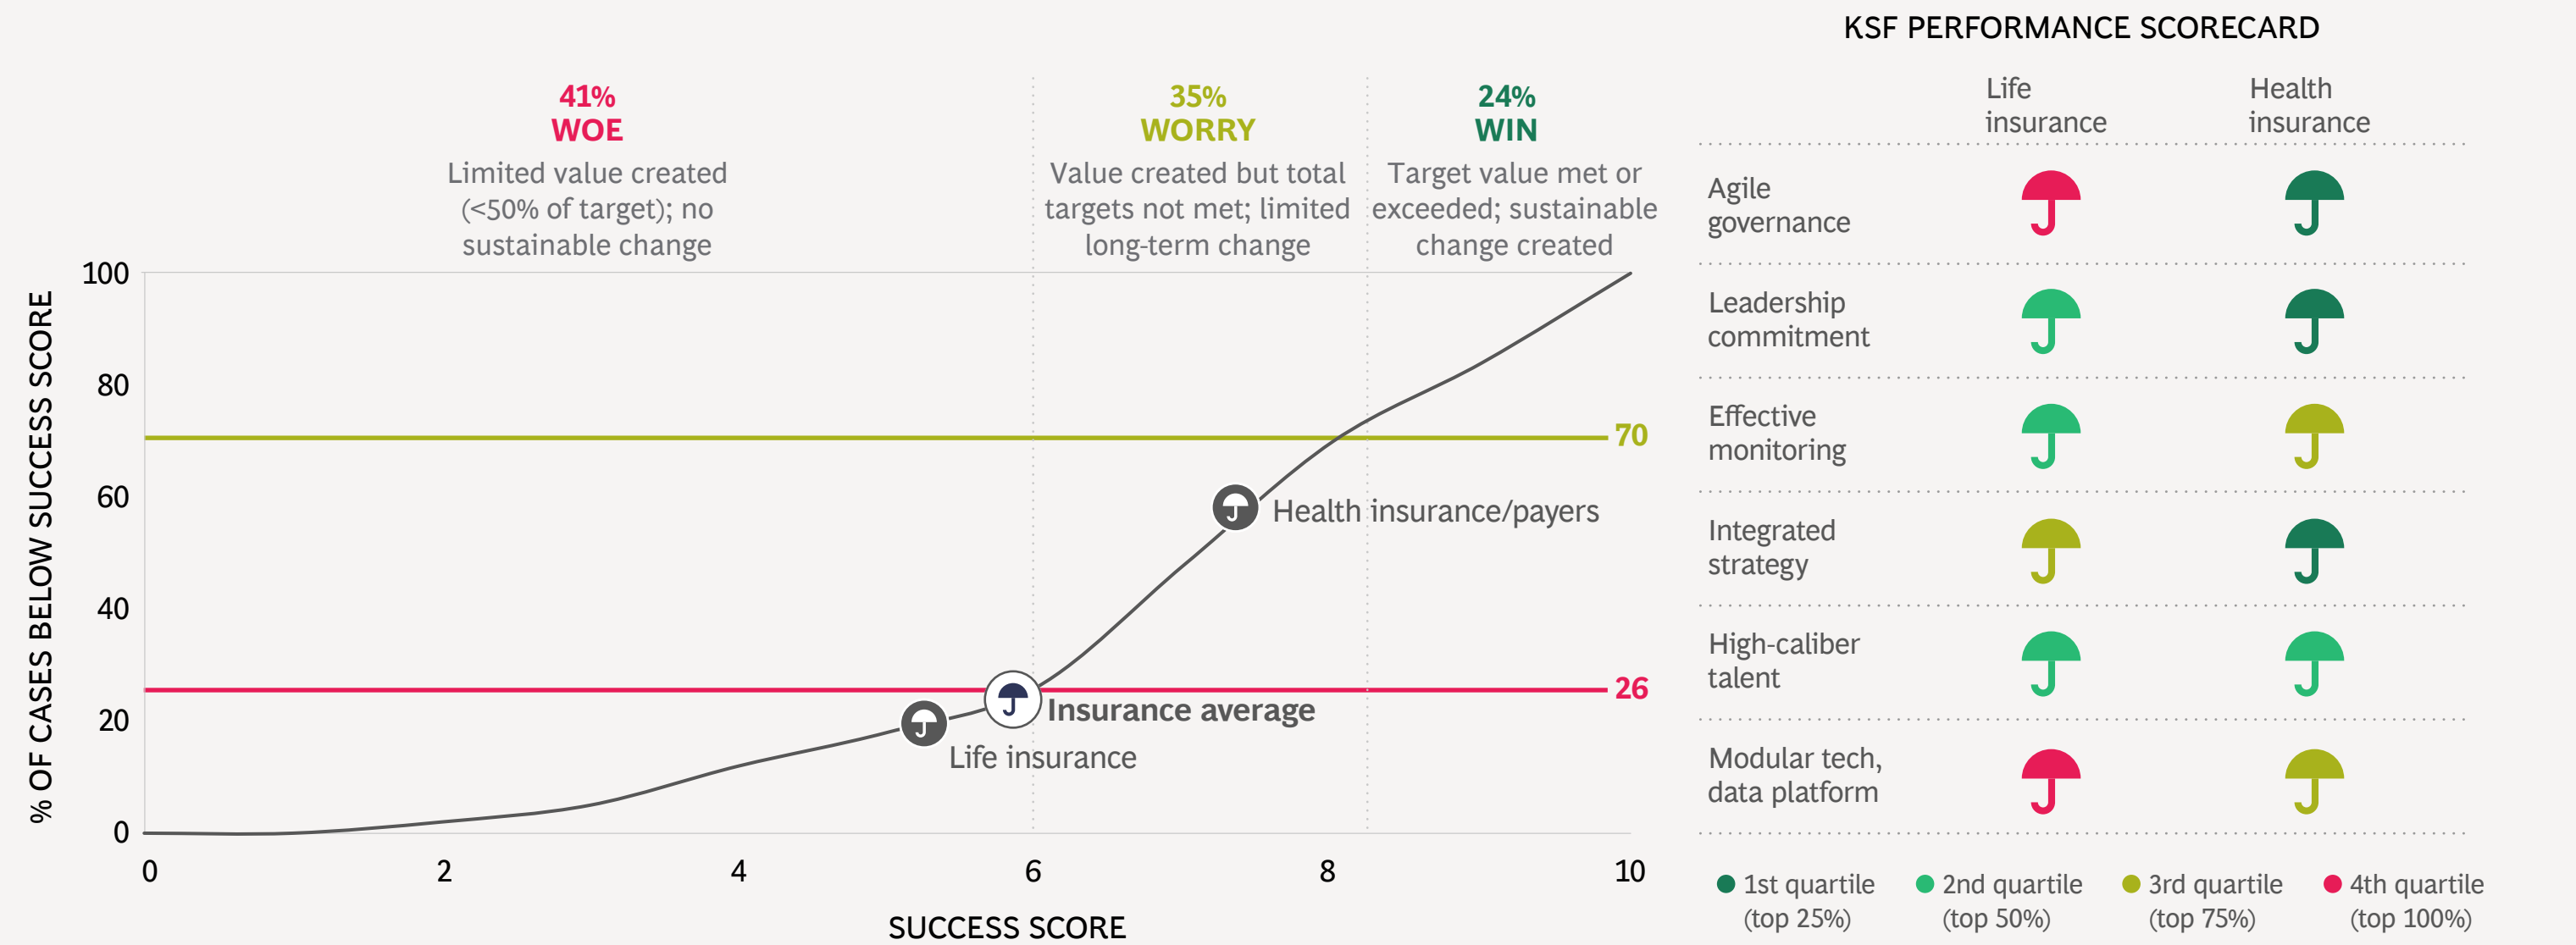 KSF PERFORMANCE SCORECARD
41%
WOE
Limited value created
(<50% of target); no
sustainable change
35%
WORRY
Value created but total
targets not met; limited
long-term change
24%
WIN
Target value met or
exceeded; sustainable
change created
% OF CASES BELOW SUCCESS SCORE
100
80
60
40
20
0
70
Health insurance/payers
26
Insurance average
Life insurance
0 2 4 6 8 10
SUCCESS SCORE
Life
insurance
Health
insurance
Agile
governance
Leadership
commitment
Effective
monitoring
Integrated
strategy
High-caliber
talent
Modular tech,
data platform
1st quartile
(top 25%)
2nd quartile
(top 50%)
3rd quartile
(top 75%)
4th quartile
(top 100%)